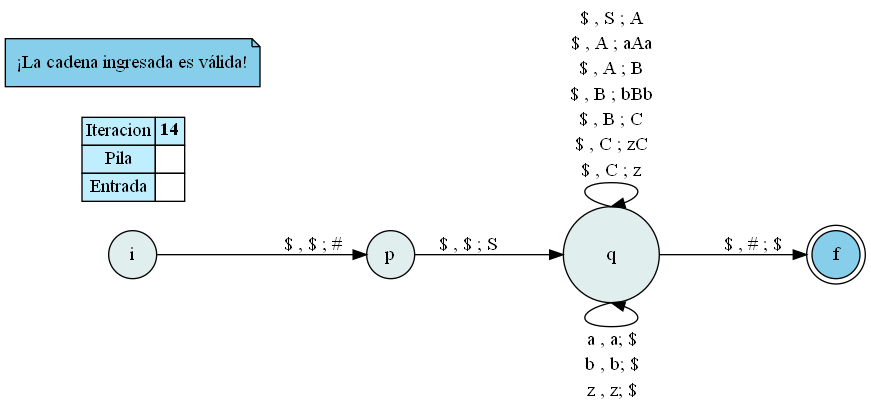 $ , S ; A
$ , A ; aAa
$ , A ; B
$ , B ; bBb
$ , B ; C
$ , C ; zC
$ , C ; z
¡La cadena ingresada es válida!
Iteracion 14
Pila
Entrada
i $ , $ ; # p $ , $ ; S q $ , # ; $ f
a , a; $
b , b; $
z , z; $